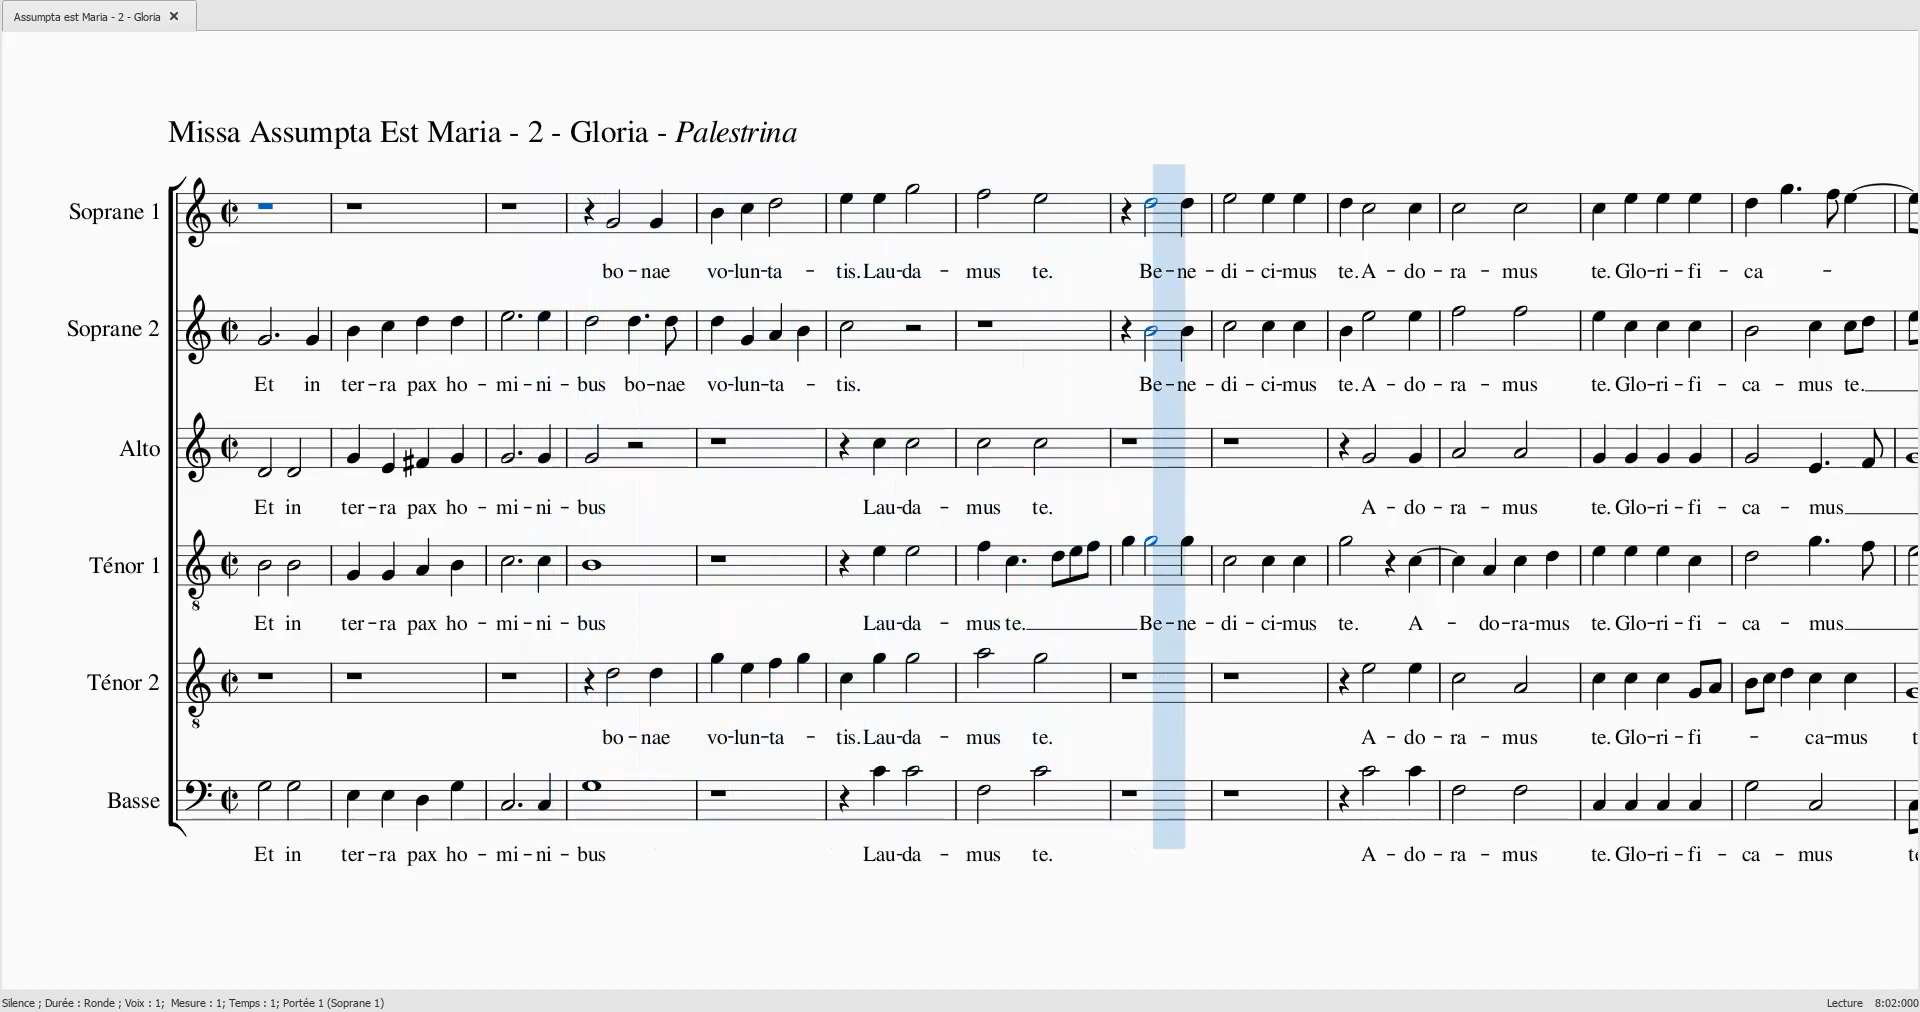 Assumpta est Maria - 2 - Gloria
Missa Assumpta Est Maria - 2 - Gloria - Palestrina
Soprane 1
bo - nae vo-lun-ta - tis. Lau-da - mus te. Be-ne - di - ci-mus te. A - do - ra - mus te. Glo-ri-fi - ca -
Soprane 2
Et in ter-ra pax ho - mi-ni - bus bo-nae vo-lun-ta - tis. Be-ne - di - ci-mus te. A - do - ra - mus te. Glo-ri-fi - ca - mus te.
Alto
Et in ter-ra pax ho - mi-ni - bus Lau-da - mus te. A - do - ra - mus te. Glo-ri-fi - ca - mus
Ténor 1
8
Et in ter-ra pax ho - mi-ni - bus Lau-da - mus te. Be-ne - di - ci-mus te. A - do-ra-mus te. Glo-ri-fi - ca - mus
Ténor 2
8
bo - nae vo-lun-ta - tis. Lau-da - mus te. A - do - ra - mus te. Glo-ri-fi - ca-mus
Basse
Et in ter-ra pax ho - mi-ni - bus Lau-da - mus te. A - do - ra - mus te. Glo-ri-fi - ca - mus
Silence ; Durée : Ronde ; Voix : 1; Mesure : 1; Temps : 1; Portée 1 (Soprane 1)
Lecture 8:02:000